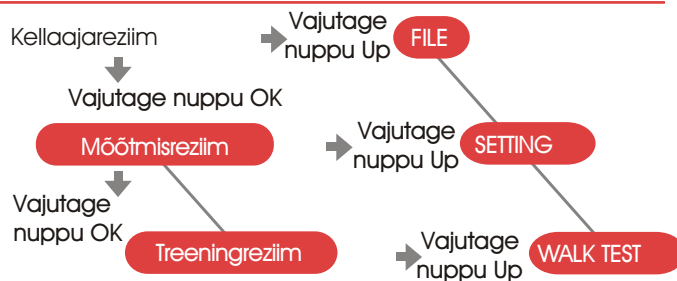 Kellaajareziim
Vajutage
nuppu Up
FILE
Vajutage nuppu OK
Mõõtmisreziim
Vajutage
nuppu Up
SETTING
Vajutage
nuppu OK
Treeningreziim
Vajutage
nuppu Up
WALK TEST